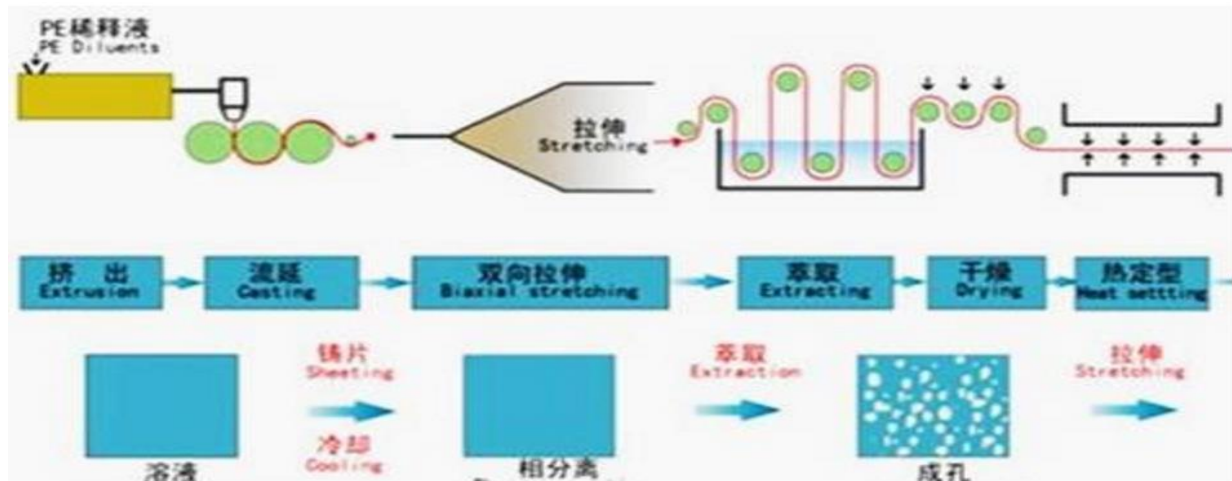 PE稀释液
PE Diluents
拉伸
Stretching
挤 出
Extrusion
流延
Casting
双向拉伸
Biaxial stretching
萃取
Extracting
干燥
Drying
热定型
Heat settting
铸片
Sheeting
冷却
Cooling
萃取
Extraction
拉伸
Stretching
溶液
相分离
成孔